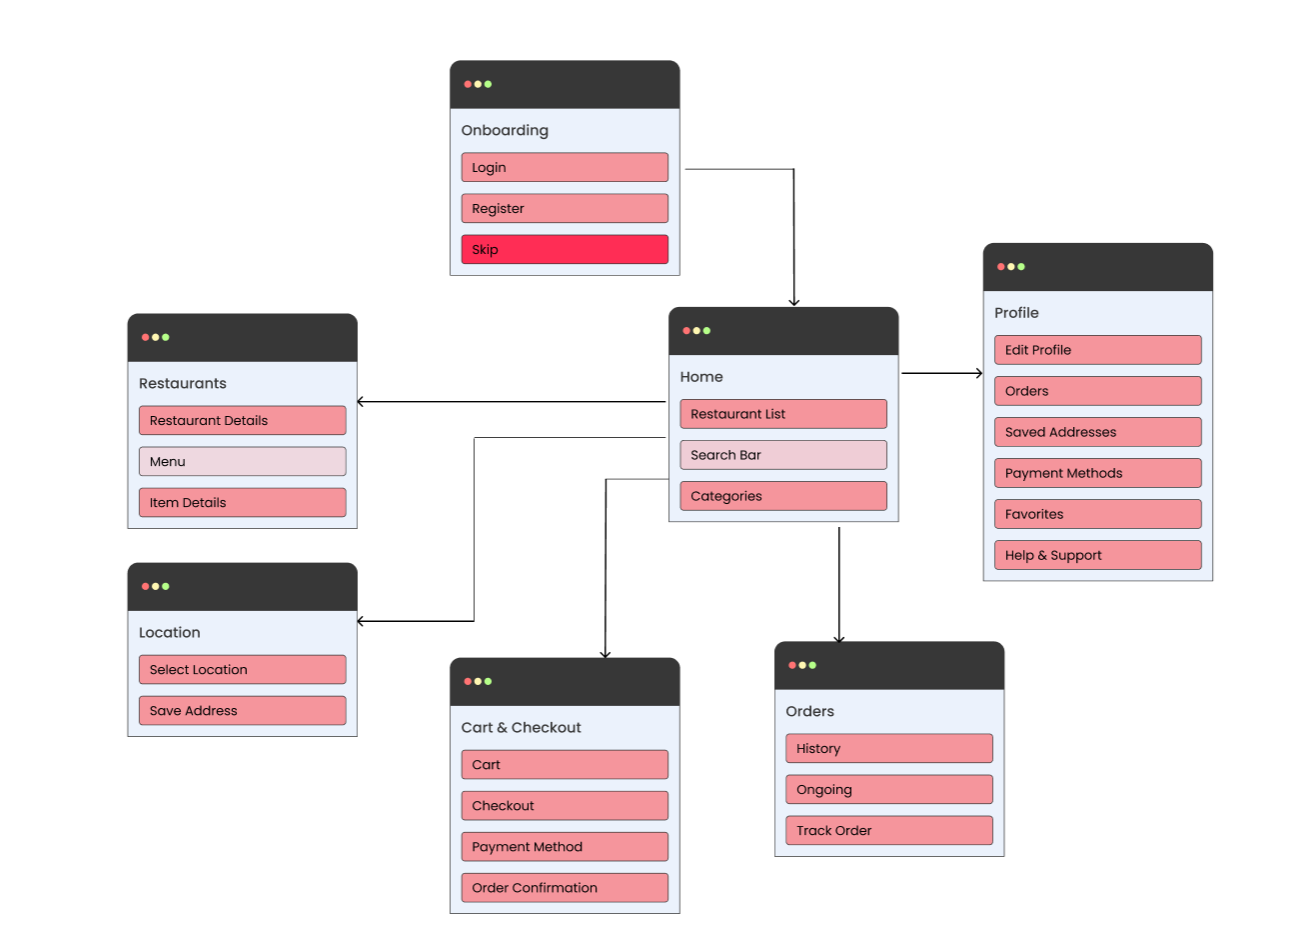 Onboarding
Login
Register
Skip
Profile
Edit Profile
Orders
Saved Addresses
Payment Methods
Favorites
Help & Support
Home
Restaurant List
Search Bar
Categories
Restaurants
Restaurant Details
Menu
Item Details
Location
Select Location
Save Address
Cart & Checkout
Cart
Checkout
Payment Method
Order Confirmation
Orders
History
Ongoing
Track Order